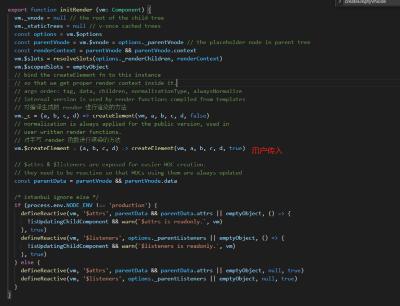 createEmptyVNode
export function initRender (vm: Component) {
vm._vnode = null // the root of the child tree
vm._staticTrees = null // v-once cached trees
const options = vm.$options
const parentVnode = vm.$vnode = options._parentVnode // the placeholder node in parent tree
const renderContext = parentVnode && parentVnode.context
vm.$slots = resolveSlots(options._renderChildren, renderContext)
vm.$scopedSlots = emptyObject
// bind the createElement fn to this instance
// so that we get proper render context inside it.
// args order: tag, data, children, normalizationType, alwaysNormalize
// internal version is used by render functions compiled from templates
// 对编译生成的 render 进行渲染的方法
vm._c = (a, b, c, d) => createElement(vm, a, b, c, d, false)
// normalization is always applied for the public version, used in
// user-written render functions.
// 对手写 render 函数进行渲染的方法
vm.$createElement = (a, b, c, d) => createElement(vm, a, b, c, d, true) 用户传入
// $attrs & $listeners are exposed for easier HOC creation.
// they need to be reactive so that HOCs using them are always updated
const parentData = parentVnode && parentVnode.data
/* istanbul ignore else */
if (process.env.NODE_ENV !== 'production') {
defineReactive(vm, '$attrs', parentData && parentData.attrs || emptyObject, () => {
!isUpdatingChildComponent && warn(`$attrs is readonly.`, vm)
}, true)
defineReactive(vm, '$listeners', options._parentListeners || emptyObject, () => {
!isUpdatingChildComponent && warn(`$listeners is readonly.`, vm)
}, true)
} else {
defineReactive(vm, '$attrs', parentData && parentData.attrs || emptyObject, null, true)
defineReactive(vm, '$listeners', options._parentListeners || emptyObject, null, true)
}
}